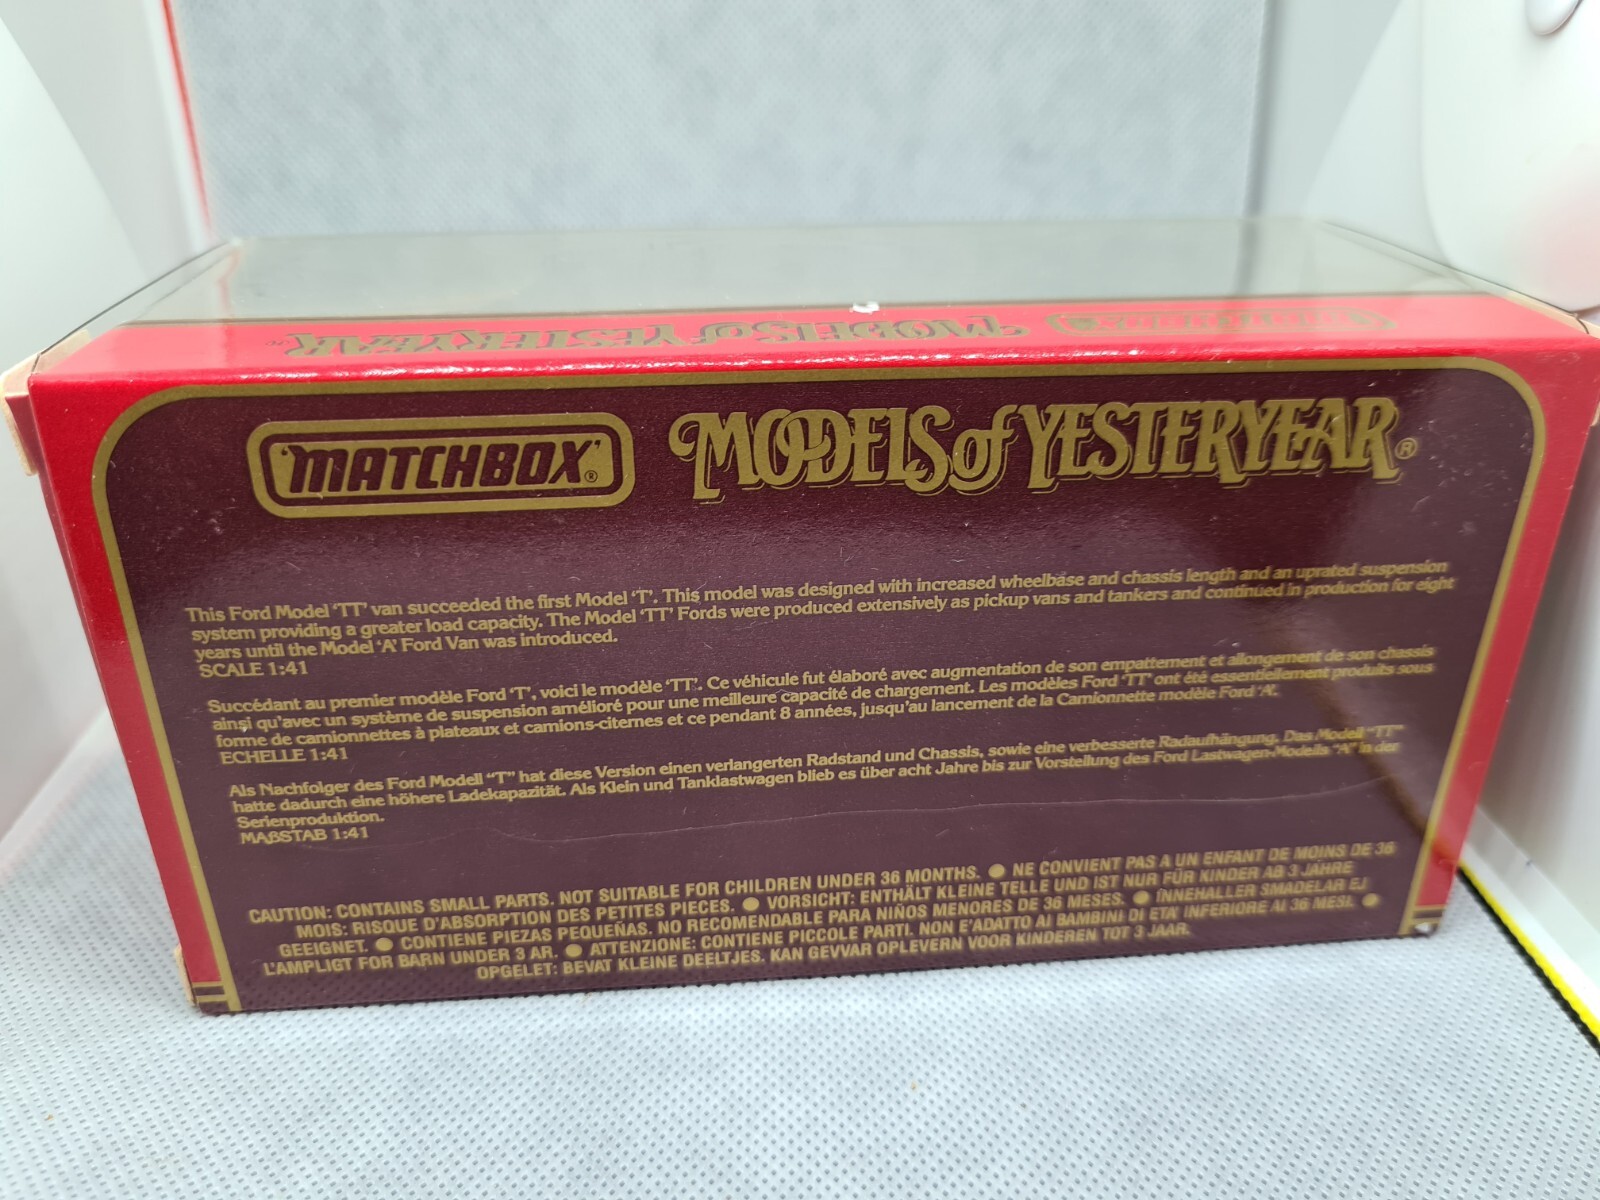 MODELS of YESTERYEAR
MATCHBOX
'MATCHBOX'®
MODELS of YESTERYEAR®
This Ford Model 'TT' van succeeded the first Model 'T'. This model was designed with increased wheelbase and chassis length and an uprated suspension
system providing a greater load capacity. The Model 'TT' Fords were produced extensively as pickup vans and tankers and continued in production for eight
years until the Model 'A' Ford Van was introduced.
SCALE 1:41
Succédant au premier modèle Ford 'T', voici le modèle 'TT'. Ce véhicule fut élaboré avec augmentation de son empattement et allongement de son chassis
ainsi qu'avec un système de suspension amélioré pour une meilleure capacité de chargement. Les modèles Ford 'TT' ont été essentiellement produits sous
forme de camionnettes à plateaux et camions-citernes et ce pendant 8 années, jusqu'au lancement de la Camionnette modèle Ford 'A'.
ECHELLE 1:41
Als Nachfolger des Ford Modell "T" hat diese Version einen verlangerten Radstand und Chassis, sowie eine verbesserte Radaufhängung. Das Modell "TT"
hatte dadurch eine höhere Ladekapazität. Als Klein und Tanklastwagen blieb es über acht Jahre bis zur Vorstellung des Ford Lastwagen-Modells "A" in der
Serienproduktion.
MAßSTAB 1:41
CAUTION: CONTAINS SMALL PARTS. NOT SUITABLE FOR CHILDREN UNDER 36 MONTHS. ● NE CONVIENT PAS A UN ENFANT DE MOINS DE 36
MOIS: RISQUE D'ABSORPTION DES PETITES PIECES. ● VORSICHT: ENTHÄLT KLEINE TELLE UND IST NUR FÜR KINDER AB 3 JAHRE
GEEIGNET. ● CONTIENE PIEZAS PEQUEÑAS. NO RECOMENDABLE PARA NIÑOS MENORES DE 36 MESES. ● INNEHALLER SMADELAR EJ
LAMPLIGT FOR BARN UNDER 3 AR. ● ATTENZIONE: CONTIENE PICCOLE PARTI. NON E'ADATTO AI BAMBINI DI ETA' INFERIORE AI 36 MESI. ●
OPGELET: BEVAT KLEINE DEELTJES. KAN GEVVAR OPLEVERN VOOR KINDEREN TOT 3 JAAR.